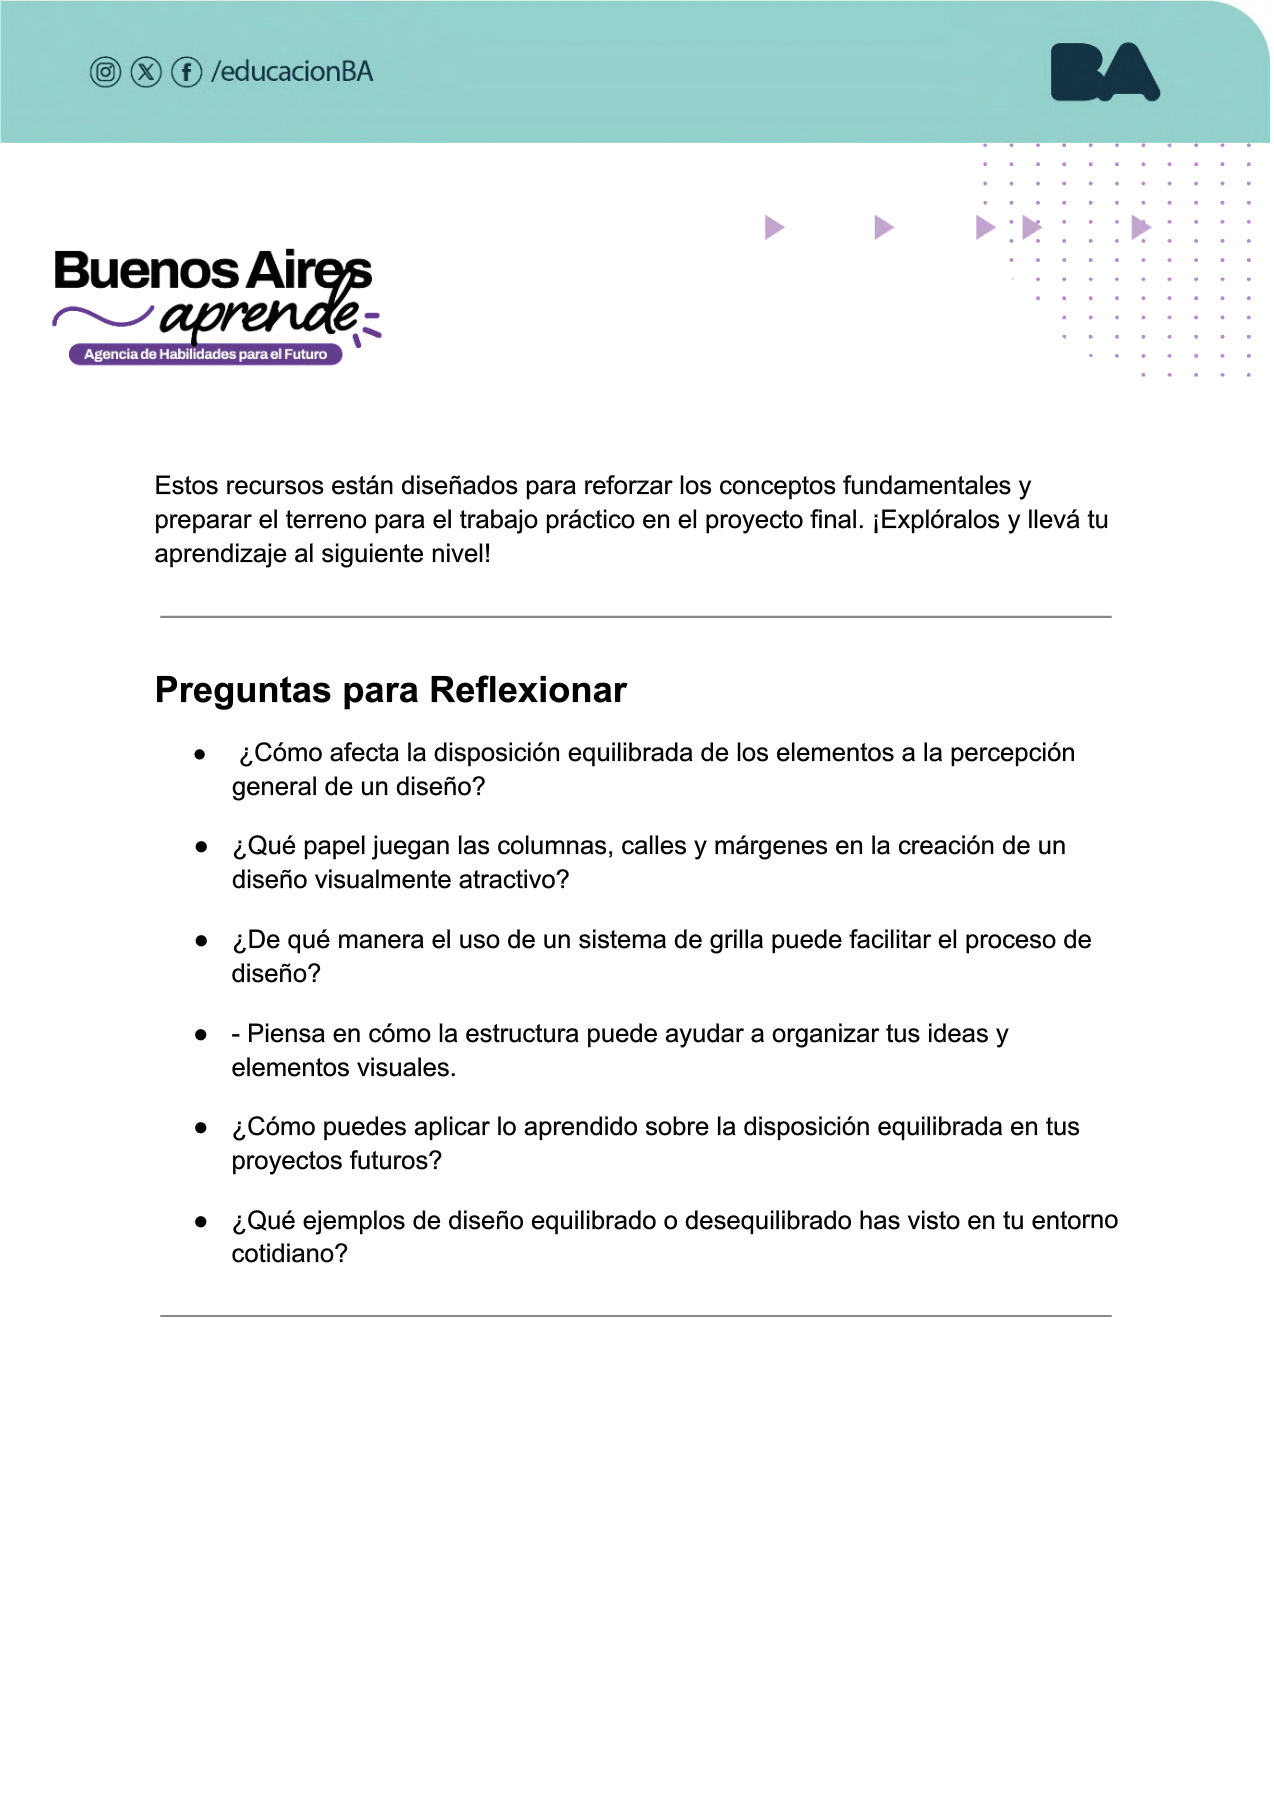 /educacionBA
BA
Buenos Aires
aprende
Agencia de Habilidades para el Futuro
Estos recursos están diseñados para reforzar los conceptos fundamentales y
preparar el terreno para el trabajo práctico en el proyecto final. ¡Explóralos y llevá tu
aprendizaje al siguiente nivel!
Preguntas para Reflexionar
● ¿Cómo afecta la disposición equilibrada de los elementos a la percepción
general de un diseño?
● ¿Qué papel juegan las columnas, calles y márgenes en la creación de un
diseño visualmente atractivo?
● ¿De qué manera el uso de un sistema de grilla puede facilitar el proceso de
diseño?
● - Piensa en cómo la estructura puede ayudar a organizar tus ideas y
elementos visuales.
● ¿Cómo puedes aplicar lo aprendido sobre la disposición equilibrada en tus
proyectos futuros?
● ¿Qué ejemplos de diseño equilibrado o desequilibrado has visto en tu entorno
cotidiano?